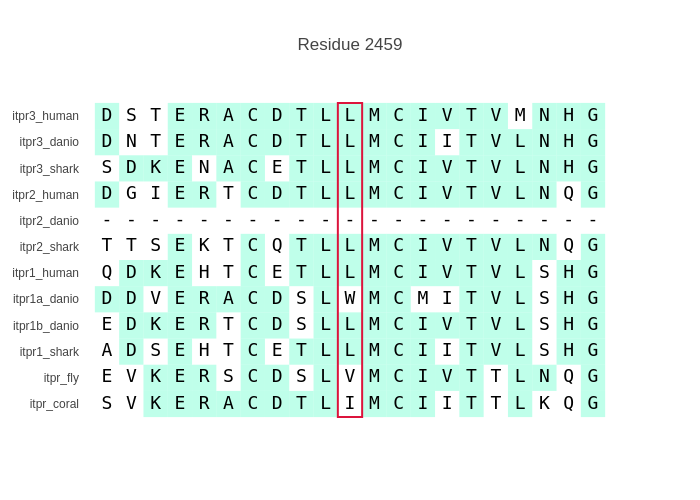 Residue 2459
itpr3_human D S T E R A C D T L L M C I V T V M N H G
itpr3_danio D N T E R A C D T L L M C I I T V L N H G
itpr3_shark S D K E N A C E T L L M C I V T V L N H G
itpr2_human D G I E R T C D T L L M C I V T V L N Q G
itpr2_danio - - - - - - - - - - - - - - - - - - - - -
itpr2_shark T T S E K T C Q T L L M C I V T V L N Q G
itpr1_human Q D K E H T C E T L L M C I V T V L S H G
itpr1a_danio D D V E R A C D S L W M C M I T V L S H G
itpr1b_danio E D K E R T C D S L L M C I V T V L S H G
itpr1_shark A D S E H T C E T L L M C I I T V L S H G
itpr_fly E V K E R S C D S L V M C I V T T L N Q G
itpr_coral S V K E R A C D T L I M C I I T T L K Q G